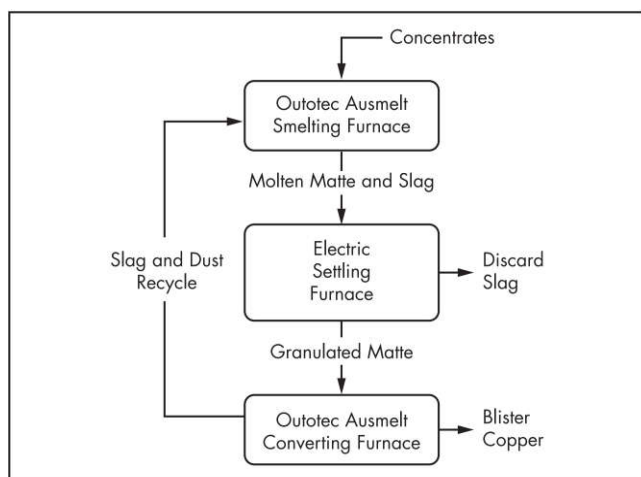 Concentrates
Outotec Ausmelt
Smelting Furnace
Molten Matte and Slag
Electric
Settling
Furnace
Discard
Slag
Slag and Dust
Recycle
Granulated Matte
Outotec Ausmelt
Converting Furnace
Blister
Copper